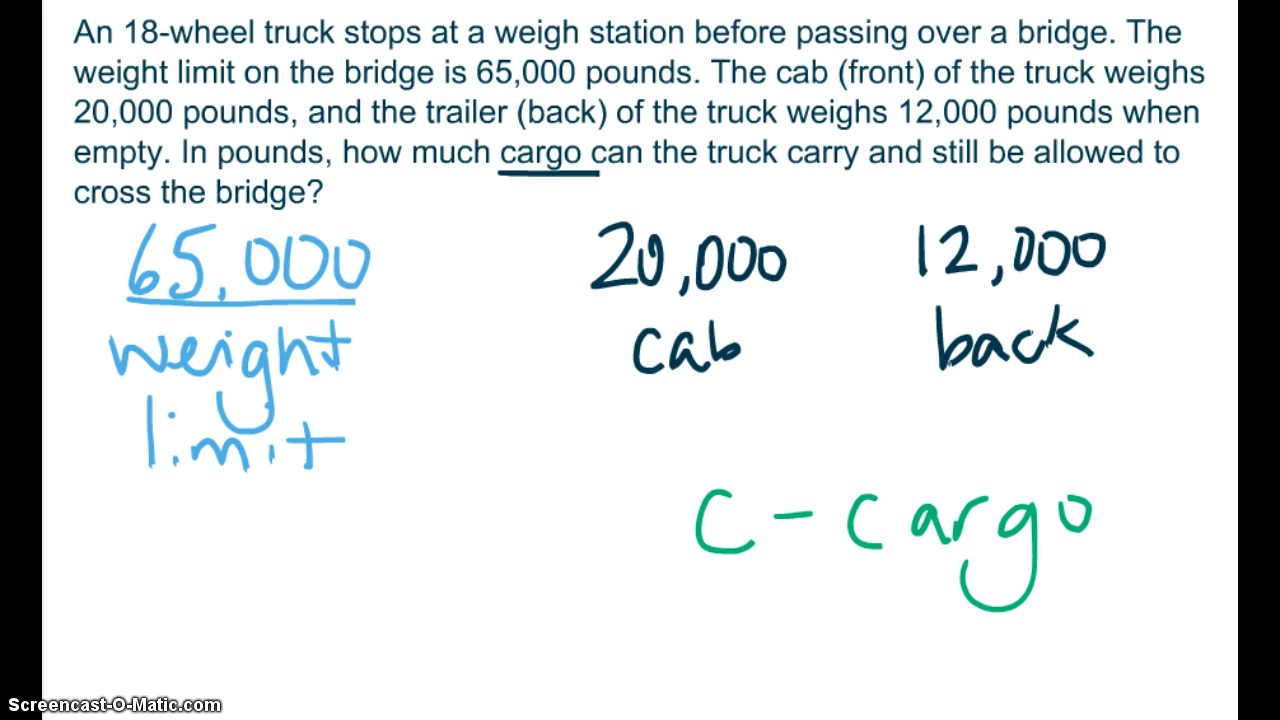 An 18-wheel truck stops at a weigh station before passing over a bridge. The
weight limit on the bridge is 65,000 pounds. The cab (front) of the truck weighs
20,000 pounds, and the trailer (back) of the truck weighs 12,000 pounds when
empty. In pounds, how much cargo can the truck carry and still be allowed to
cross the bridge?
65,000 20,000 12,000
weight cab back
limit
C - cargo
Screencast-O-Matic.com